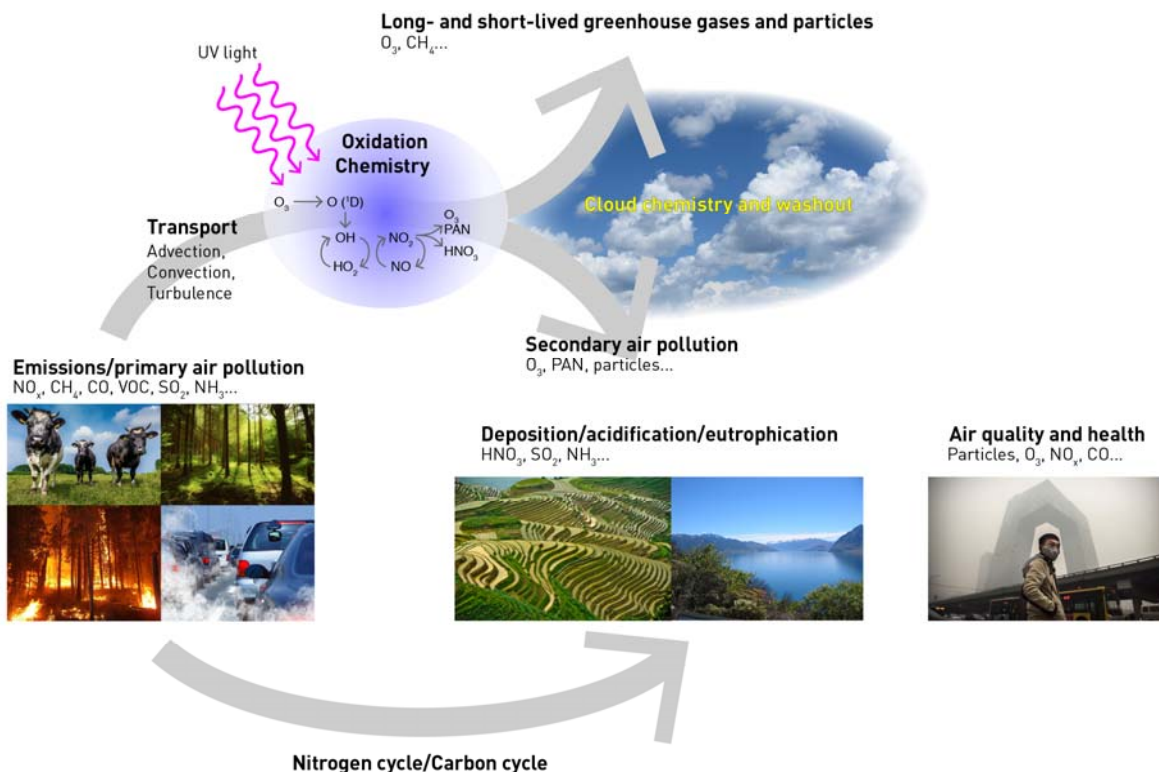 Long- and short-lived greenhouse gases and particles
O₃, CH₄...
UV light
Oxidation
Chemistry
O₃ → O (¹D)
OH
HO₂
NO₂
NO
O₃
PAN
HNO₃
Cloud chemistry and washout
Transport
Advection,
Convection,
Turbulence
Secondary air pollution
O₃, PAN, particles...
Emissions/primary air pollution
NOₓ, CH₄, CO, VOC, SO₂, NH₃...
Deposition/acidification/eutrophication
HNO₃, SO₂, NH₃...
Air quality and health
Particles, O₃, NOₓ, CO...
Nitrogen cycle/Carbon cycle